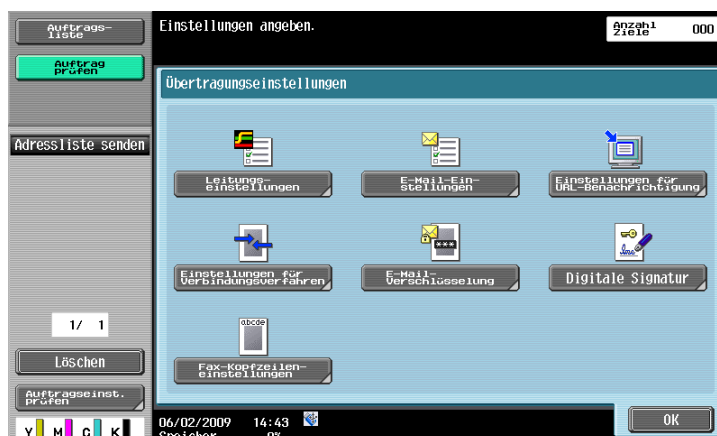 Auftrags-
liste
Auftrag
prüfen
Adressliste senden
1/ 1
Löschen
Auftragseinst.
prüfen
Y M C K
Einstellungen angeben.
Anzahl
Ziele 000
Übertragungseinstellungen
Leitungs-
einstellungen
E-Mail-Ein-
stellungen
Einstellungen für
URL-Benachrichtigung
Einstellungen für
Verbindungsverfahren
E-Mail-
Verschlüsselung
Digitale Signatur
abcde
Fax-Kopfzeilen-
einstellungen
06/02/2009 14:43
Speicher 0%
OK